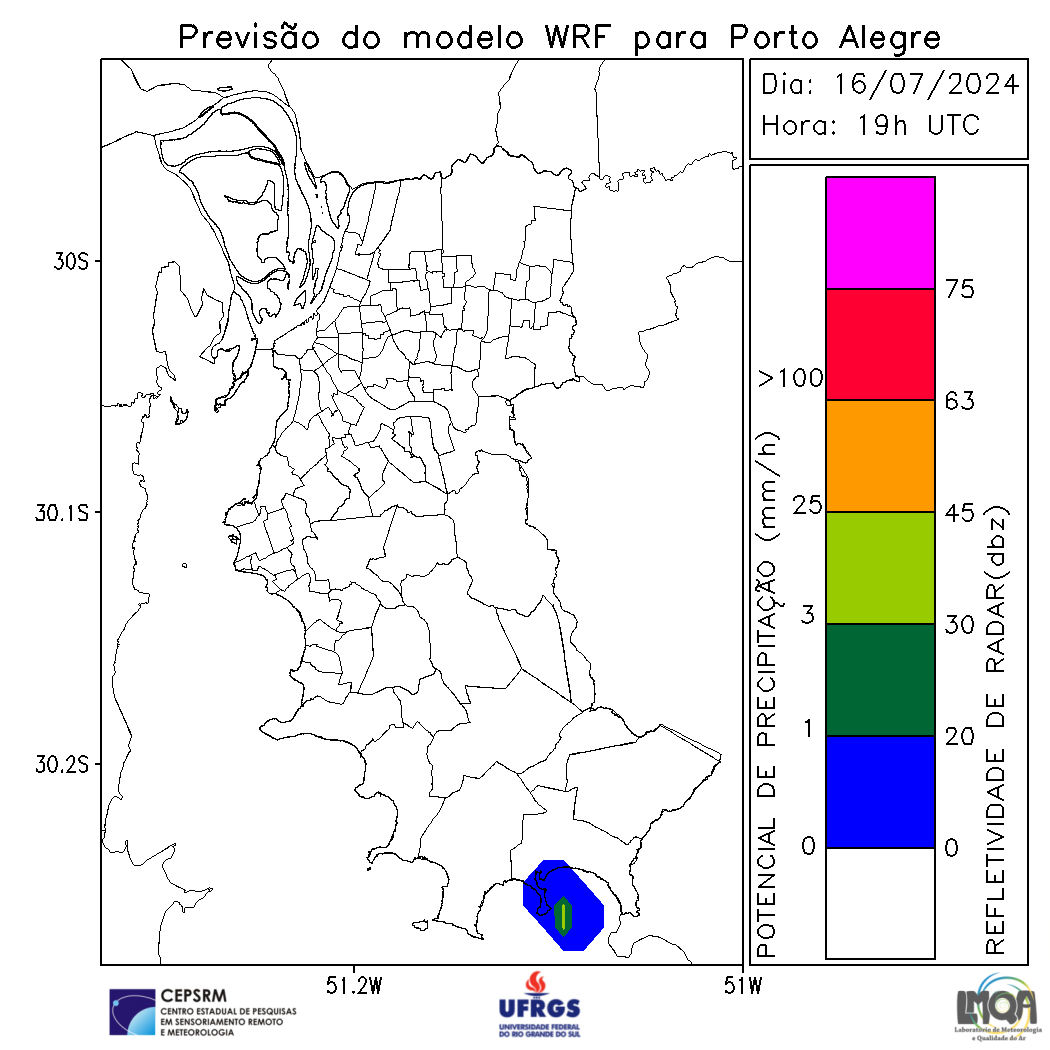 Previsão do modelo WRF para Porto Alegre
Dia: 16/07/2024
Hora: 19h UTC
30S
30.1S
30.2S
51.2W
51W
POTENCIAL DE PRECIPITAÇÃO (mm/h)
>100
25
3
1
0
75
63
45
30
20
0
REFLETIVIDADE DE RADAR(dbz)
CEPSRM
CENTRO ESTADUAL DE PESQUISAS
EM SENSORIAMENTO REMOTO
E METEOROLOGIA
UFRGS
UNIVERSIDADE FEDERAL
DO RIO GRANDE DO SUL
LMQA
Laboratório de Meteorologia
e Qualidade do Ar